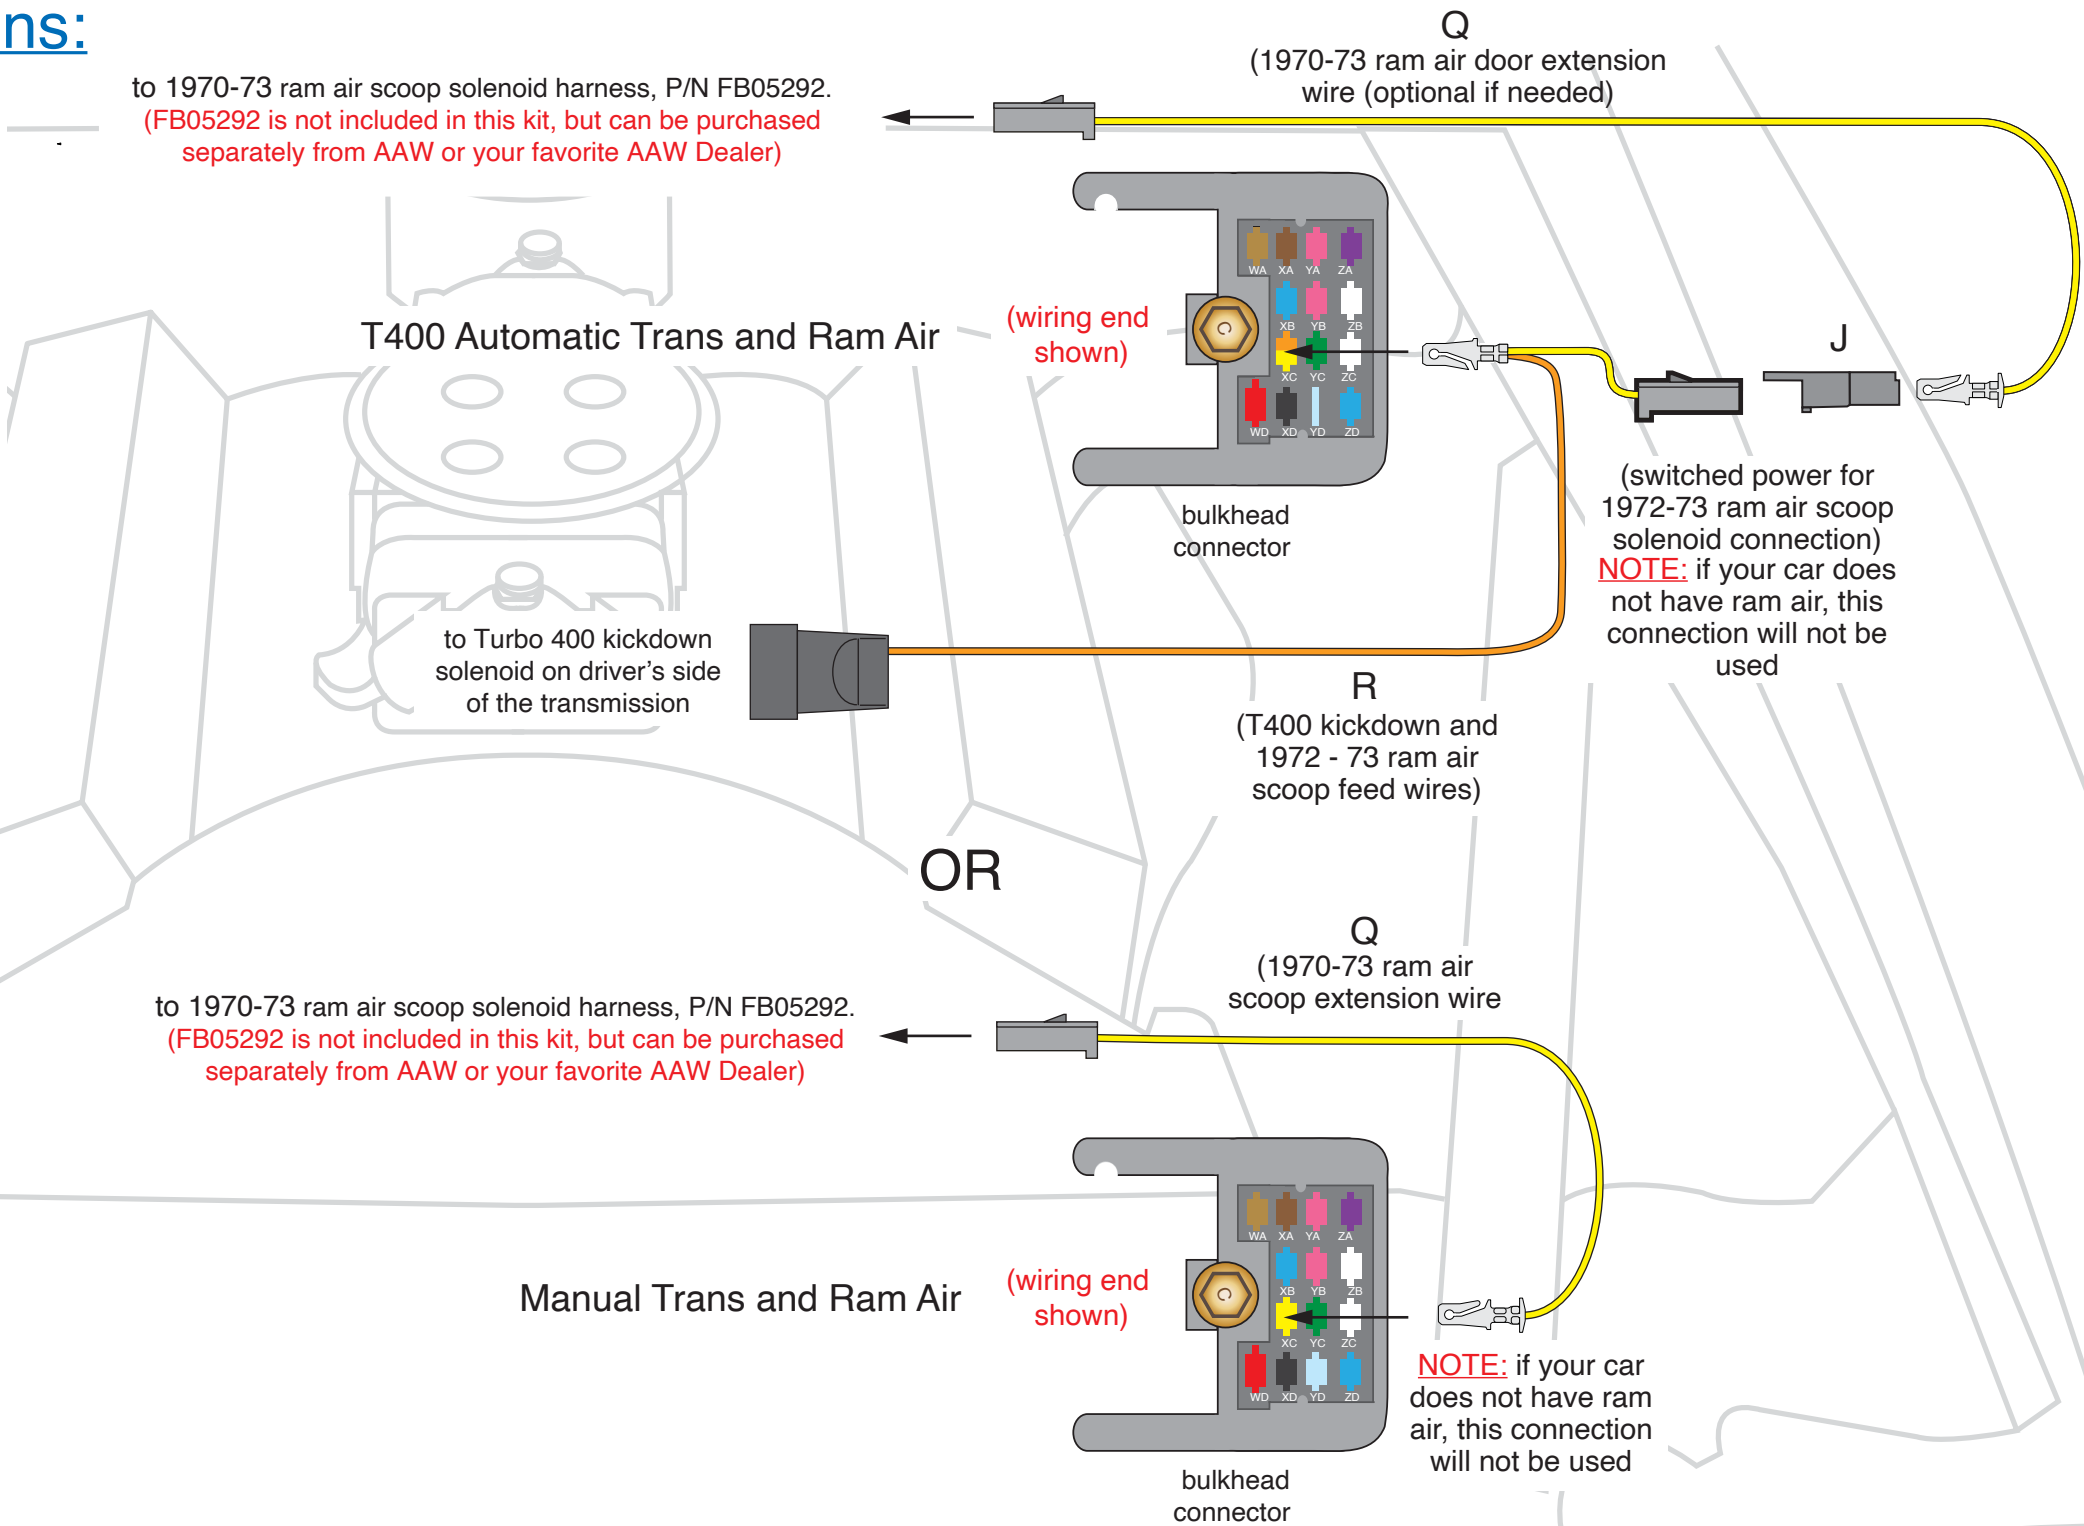 ns:
to 1970-73 ram air scoop solenoid harness, P/N FB05292.
(FB05292 is not included in this kit, but can be purchased
separately from AAW or your favorite AAW Dealer)
Q
(1970-73 ram air door extension
wire (optional if needed)
T400 Automatic Trans and Ram Air
(wiring end
shown)
WA XA YA ZA
XB YB ZB
XC YC ZC
WD XD YD ZD
C
bulkhead
connector
J
(switched power for
1972-73 ram air scoop
solenoid connection)
NOTE: if your car does
not have ram air, this
connection will not be
used
to Turbo 400 kickdown
solenoid on driver's side
of the transmission
R
(T400 kickdown and
1972 - 73 ram air
scoop feed wires)
OR
Q
(1970-73 ram air
scoop extension wire
to 1970-73 ram air scoop solenoid harness, P/N FB05292.
(FB05292 is not included in this kit, but can be purchased
separately from AAW or your favorite AAW Dealer)
Manual Trans and Ram Air
(wiring end
shown)
WA XA YA ZA
XB YB ZB
XC YC ZC
WD XD YD ZD
C
NOTE: if your car
does not have ram
air, this connection
will not be used
bulkhead
connector